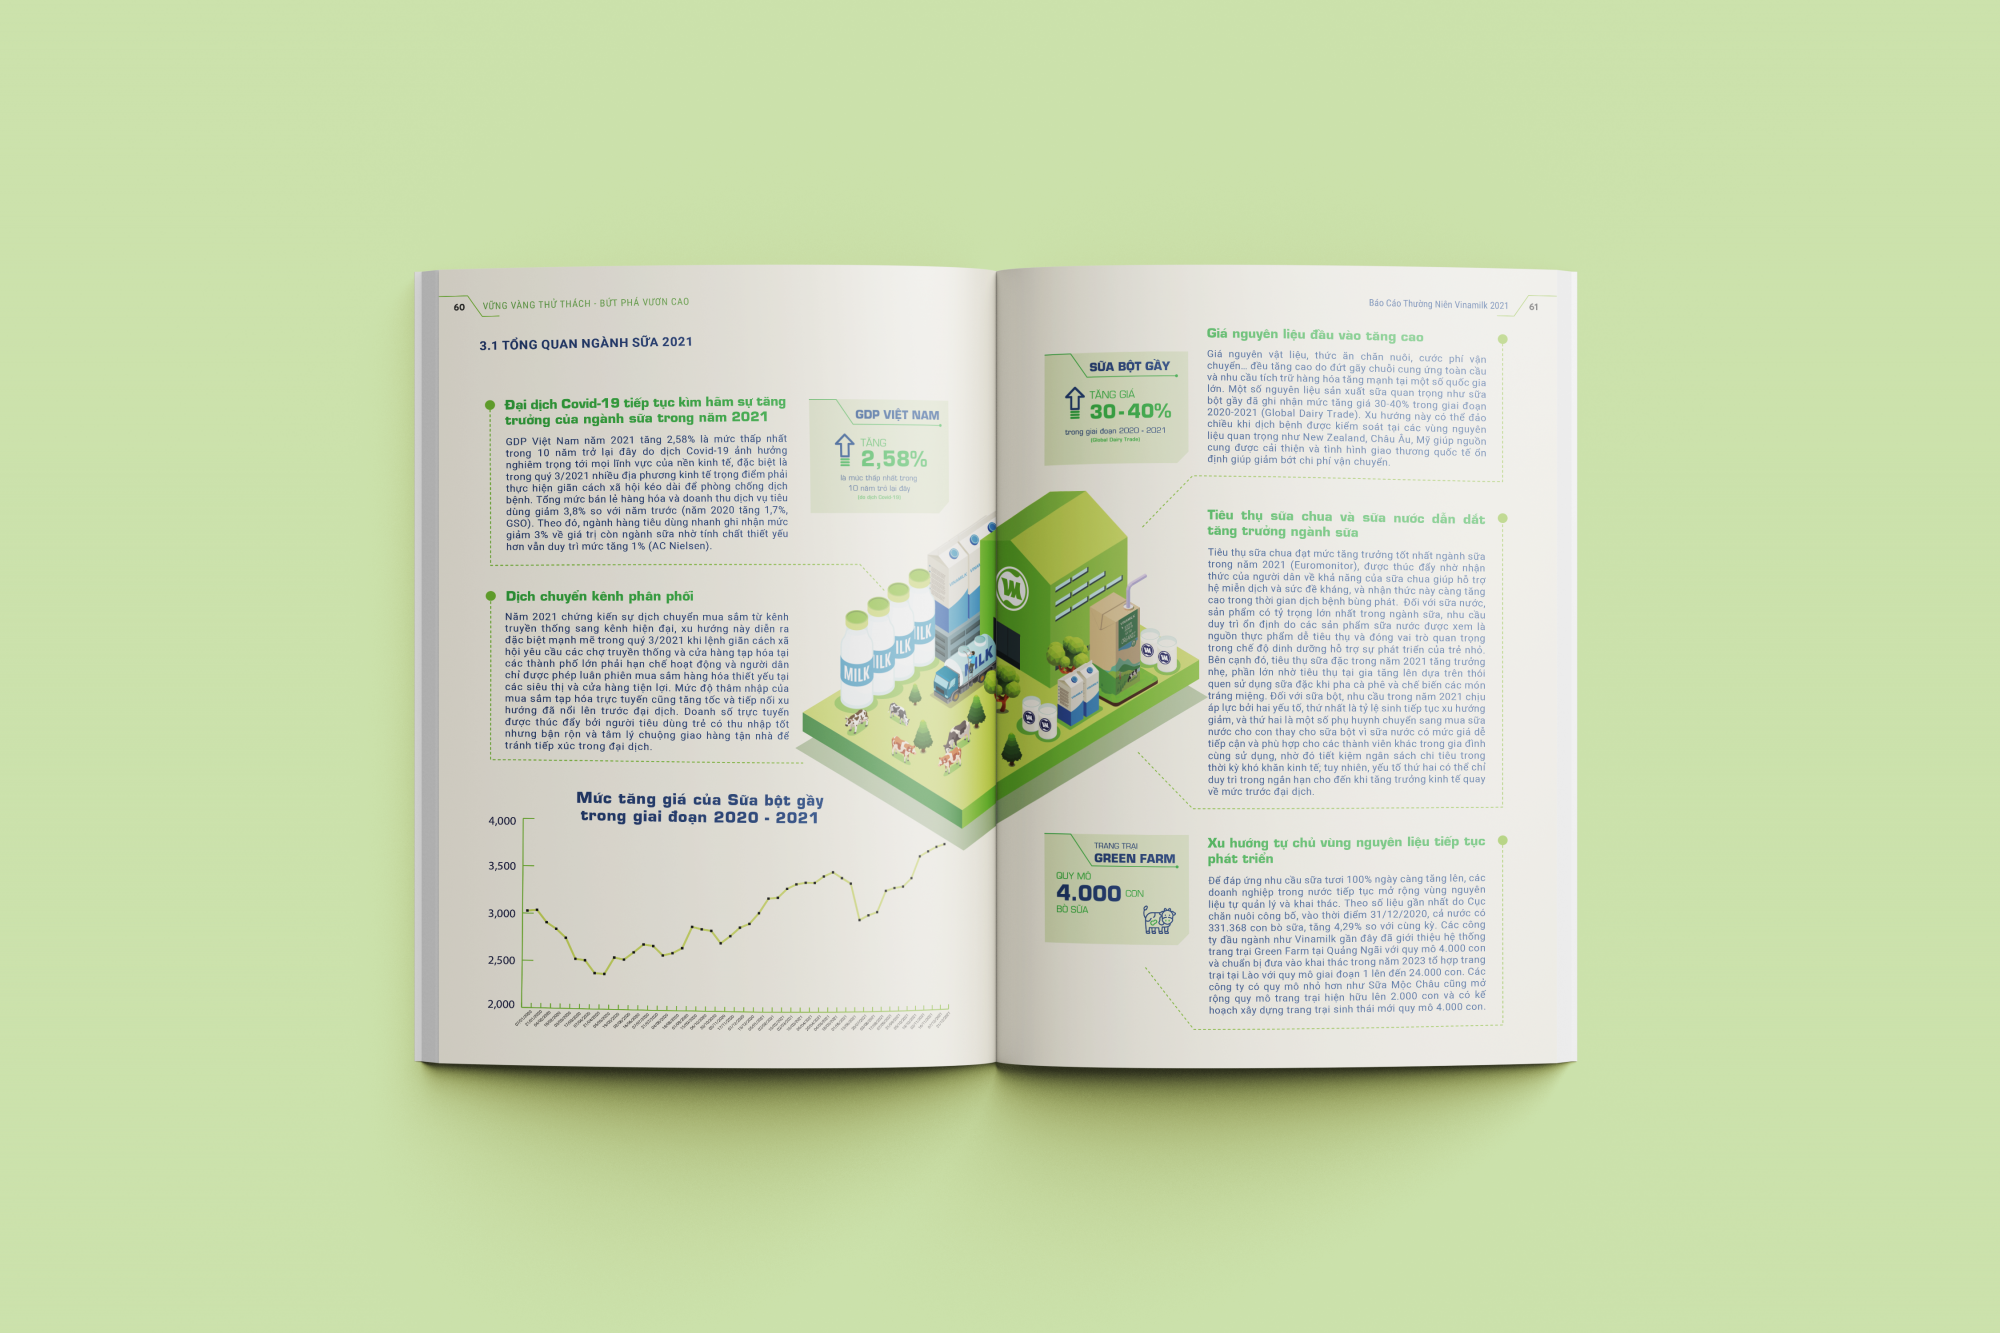 60
VỮNG VÀNG THỬ THÁCH - BỨT PHÁ VƯƠN CAO
3.1 TỔNG QUAN NGÀNH SỮA 2021
Đại dịch Covid-19 tiếp tục kìm hãm sự tăng
trưởng của ngành sữa trong năm 2021
GDP Việt Nam năm 2021 tăng 2,58% là mức thấp nhất
trong 10 năm trở lại đây do dịch Covid-19 ảnh hưởng
nghiêm trọng tới mọi lĩnh vực của nền kinh tế, đặc biệt là
trong quý 3/2021 nhiều địa phương kinh tế trọng điểm phải
thực hiện giãn cách xã hội kéo dài để phòng chống dịch
bệnh. Tổng mức bán lẻ hàng hóa và doanh thu dịch vụ tiêu
dùng giảm 3,8% so với năm trước (năm 2020 tăng 1,7%,
GSO). Theo đó, ngành hàng tiêu dùng nhanh ghi nhận mức
giảm 3% về giá trị còn ngành sữa nhờ tính chất thiết yếu
hơn vẫn duy trì mức tăng 1% (AC Nielsen).
GDP VIỆT NAM
TĂNG
2,58%
là mức thấp nhất trong
10 năm trở lại đây
(do dịch Covid-19)
Dịch chuyển kênh phân phối
Năm 2021 chứng kiến sự dịch chuyển mua sắm từ kênh
truyền thống sang kênh hiện đại, xu hướng này diễn ra
đặc biệt mạnh mẽ trong quý 3/2021 khi lệnh giãn cách xã
hội yêu cầu các chợ truyền thống và cửa hàng tạp hóa tại
các thành phố lớn phải hạn chế hoạt động và người dân
chỉ được phép luân phiên mua sắm hàng hóa thiết yếu tại
các siêu thị và cửa hàng tiện lợi. Mức độ thâm nhập của
mua sắm tạp hóa trực tuyến cũng tăng tốc và tiếp nối xu
hướng đã nổi lên trước đại dịch. Doanh số trực tuyến
được thúc đẩy bởi người tiêu dùng trẻ có thu nhập tốt
nhưng bận rộn và tâm lý chuộng giao hàng tận nhà để
tránh tiếp xúc trong đại dịch.
MILK
MILK
MILK
MILK
MILK
Mức tăng giá của Sữa bột gầy
trong giai đoạn 2020 - 2021
4,000
3,500
3,000
2,500
2,000
Báo Cáo Thường Niên Vinamilk 2021
61
SỮA BỘT GẦY
TĂNG GIÁ
30-40%
trong giai đoạn 2020 - 2021
(Global Dairy Trade)
Giá nguyên liệu đầu vào tăng cao
Giá nguyên vật liệu, thức ăn chăn nuôi, cước phí vận
chuyển... đều tăng cao do đứt gãy chuỗi cung ứng toàn cầu
và nhu cầu tích trữ hàng hóa tăng mạnh tại một số quốc gia
lớn. Một số nguyên liệu sản xuất sữa quan trọng như sữa
bột gầy đã ghi nhận mức tăng giá 30-40% trong giai đoạn
2020-2021 (Global Dairy Trade). Xu hướng này có thể đảo
chiều khi dịch bệnh được kiểm soát tại các vùng nguyên
liệu quan trọng như New Zealand, Châu Âu, Mỹ giúp nguồn
cung được cải thiện và tình hình giao thương quốc tế ổn
định giúp giảm bớt chi phí vận chuyển.
Tiêu thụ sữa chua và sữa nước dẫn dắt
tăng trưởng ngành sữa
Tiêu thụ sữa chua đạt mức tăng trưởng tốt nhất ngành sữa
trong năm 2021 (Euromonitor), được thúc đẩy nhờ nhận
thức của người dân về khả năng của sữa chua giúp hỗ trợ
hệ miễn dịch và sức đề kháng, và nhận thức này càng tăng
cao trong thời gian dịch bệnh bùng phát. Đối với sữa nước,
sản phẩm có tỷ trọng lớn nhất trong ngành sữa, nhu cầu
duy trì ổn định do các sản phẩm sữa nước được xem là
nguồn thực phẩm dễ tiêu thụ và đóng vai trò quan trọng
trong chế độ dinh dưỡng hỗ trợ sự phát triển của trẻ nhỏ.
Bên cạnh đó, tiêu thụ sữa đặc trong năm 2021 tăng trưởng
nhẹ, phần lớn nhờ tiêu thụ tại gia tăng lên dựa trên thói
quen sử dụng sữa đặc khi pha cà phê và chế biến các món
tráng miệng. Đối với sữa bột, nhu cầu trong năm 2021 chịu
áp lực bởi hai yếu tố, thứ nhất là tỷ lệ sinh tiếp tục xu hướng
giảm, và thứ hai là một số phụ huynh chuyển sang mua sữa
nước cho con thay cho sữa bột vì sữa nước có mức giá dễ
tiếp cận và phù hợp cho các thành viên khác trong gia đình
cùng sử dụng, nhờ đó tiết kiệm ngân sách chi tiêu trong
thời kỳ khó khăn kinh tế; tuy nhiên, yếu tố thứ hai có thể chỉ
duy trì trong ngắn hạn cho đến khi tăng trưởng kinh tế quay
về mức trước đại dịch.
TRANG TRẠI
GREEN FARM
QUY MÔ
4.000 CON
BÒ SỮA
Xu hướng tự chủ vùng nguyên liệu tiếp tục
phát triển
Để đáp ứng nhu cầu sữa tươi 100% ngày càng tăng lên, các
doanh nghiệp trong nước tiếp tục mở rộng vùng nguyên
liệu tự quản lý và khai thác. Theo số liệu gần nhất do Cục
chăn nuôi công bố, vào thời điểm 31/12/2020, cả nước có
331.368 con bò sữa, tăng 4,29% so với cùng kỳ. Các công
ty đầu ngành như Vinamilk gần đây đã giới thiệu hệ thống
trang trại Green Farm tại Quảng Ngãi với quy mô 4.000 con
và chuẩn bị đưa vào khai thác trong năm 2023 tổ hợp trang
trại tại Lào với quy mô giai đoạn 1 lên đến 24.000 con. Các
công ty có quy mô nhỏ hơn như Sữa Mộc Châu cũng mở
rộng quy mô trang trại hiện hữu lên 2.000 con và có kế
hoạch xây dựng trang trại sinh thái mới quy mô 4.000 con.